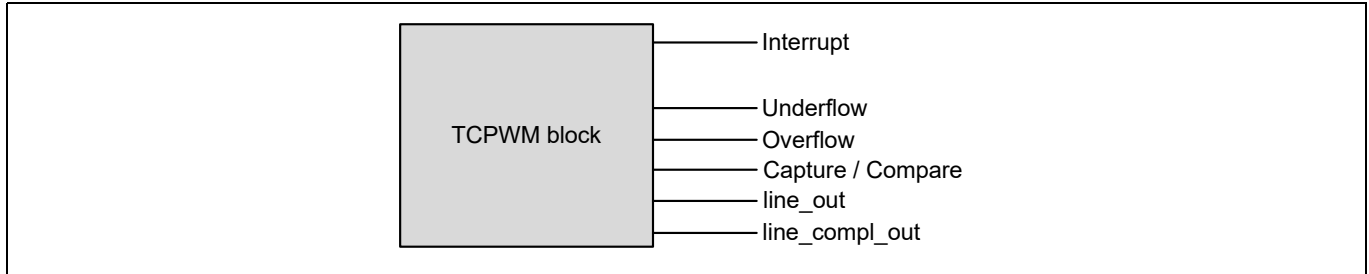 TCPWM block
Interrupt
Underflow
Overflow
Capture / Compare
line_out
line_compl_out